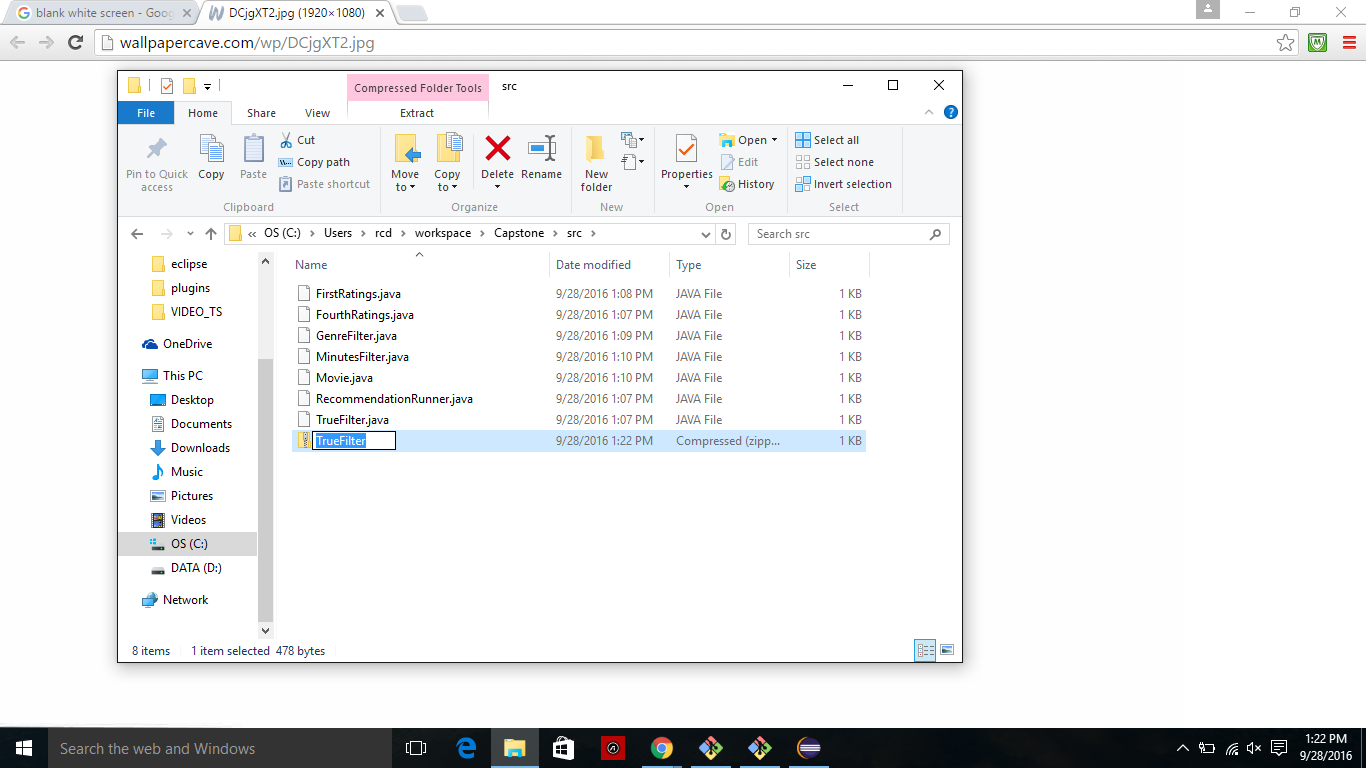 blank white screen - Goog
DCjgXT2.jpg (1920×1080)
wallpapercave.com/wp/DCjgXT2.jpg
Compressed Folder Tools
src
File
Home
Share
View
Extract
Pin to Quick access
Copy
Paste
Cut
Copy path
Paste shortcut
Move to
Copy to
Delete
Rename
New folder
Properties
Open
Edit
History
Select all
Select none
Invert selection
Clipboard
Organize
New
Open
Select
« OS (C:) › Users › rcd › workspace › Capstone › src ›
Search src
eclipse
plugins
VIDEO_TS
OneDrive
This PC
Desktop
Documents
Downloads
Music
Pictures
Videos
OS (C:)
DATA (D:)
Network
Name Date modified Type Size
FirstRatings.java 9/28/2016 1:08 PM JAVA File 1 KB
FourthRatings.java 9/28/2016 1:07 PM JAVA File 1 KB
GenreFilter.java 9/28/2016 1:09 PM JAVA File 1 KB
MinutesFilter.java 9/28/2016 1:10 PM JAVA File 1 KB
Movie.java 9/28/2016 1:10 PM JAVA File 1 KB
RecommendationRunner.java 9/28/2016 1:07 PM JAVA File 1 KB
TrueFilter.java 9/28/2016 1:07 PM JAVA File 1 KB
TrueFilter 9/28/2016 1:22 PM Compressed (zipp... 1 KB
8 items 1 item selected 478 bytes
Search the web and Windows
1:22 PM
9/28/2016